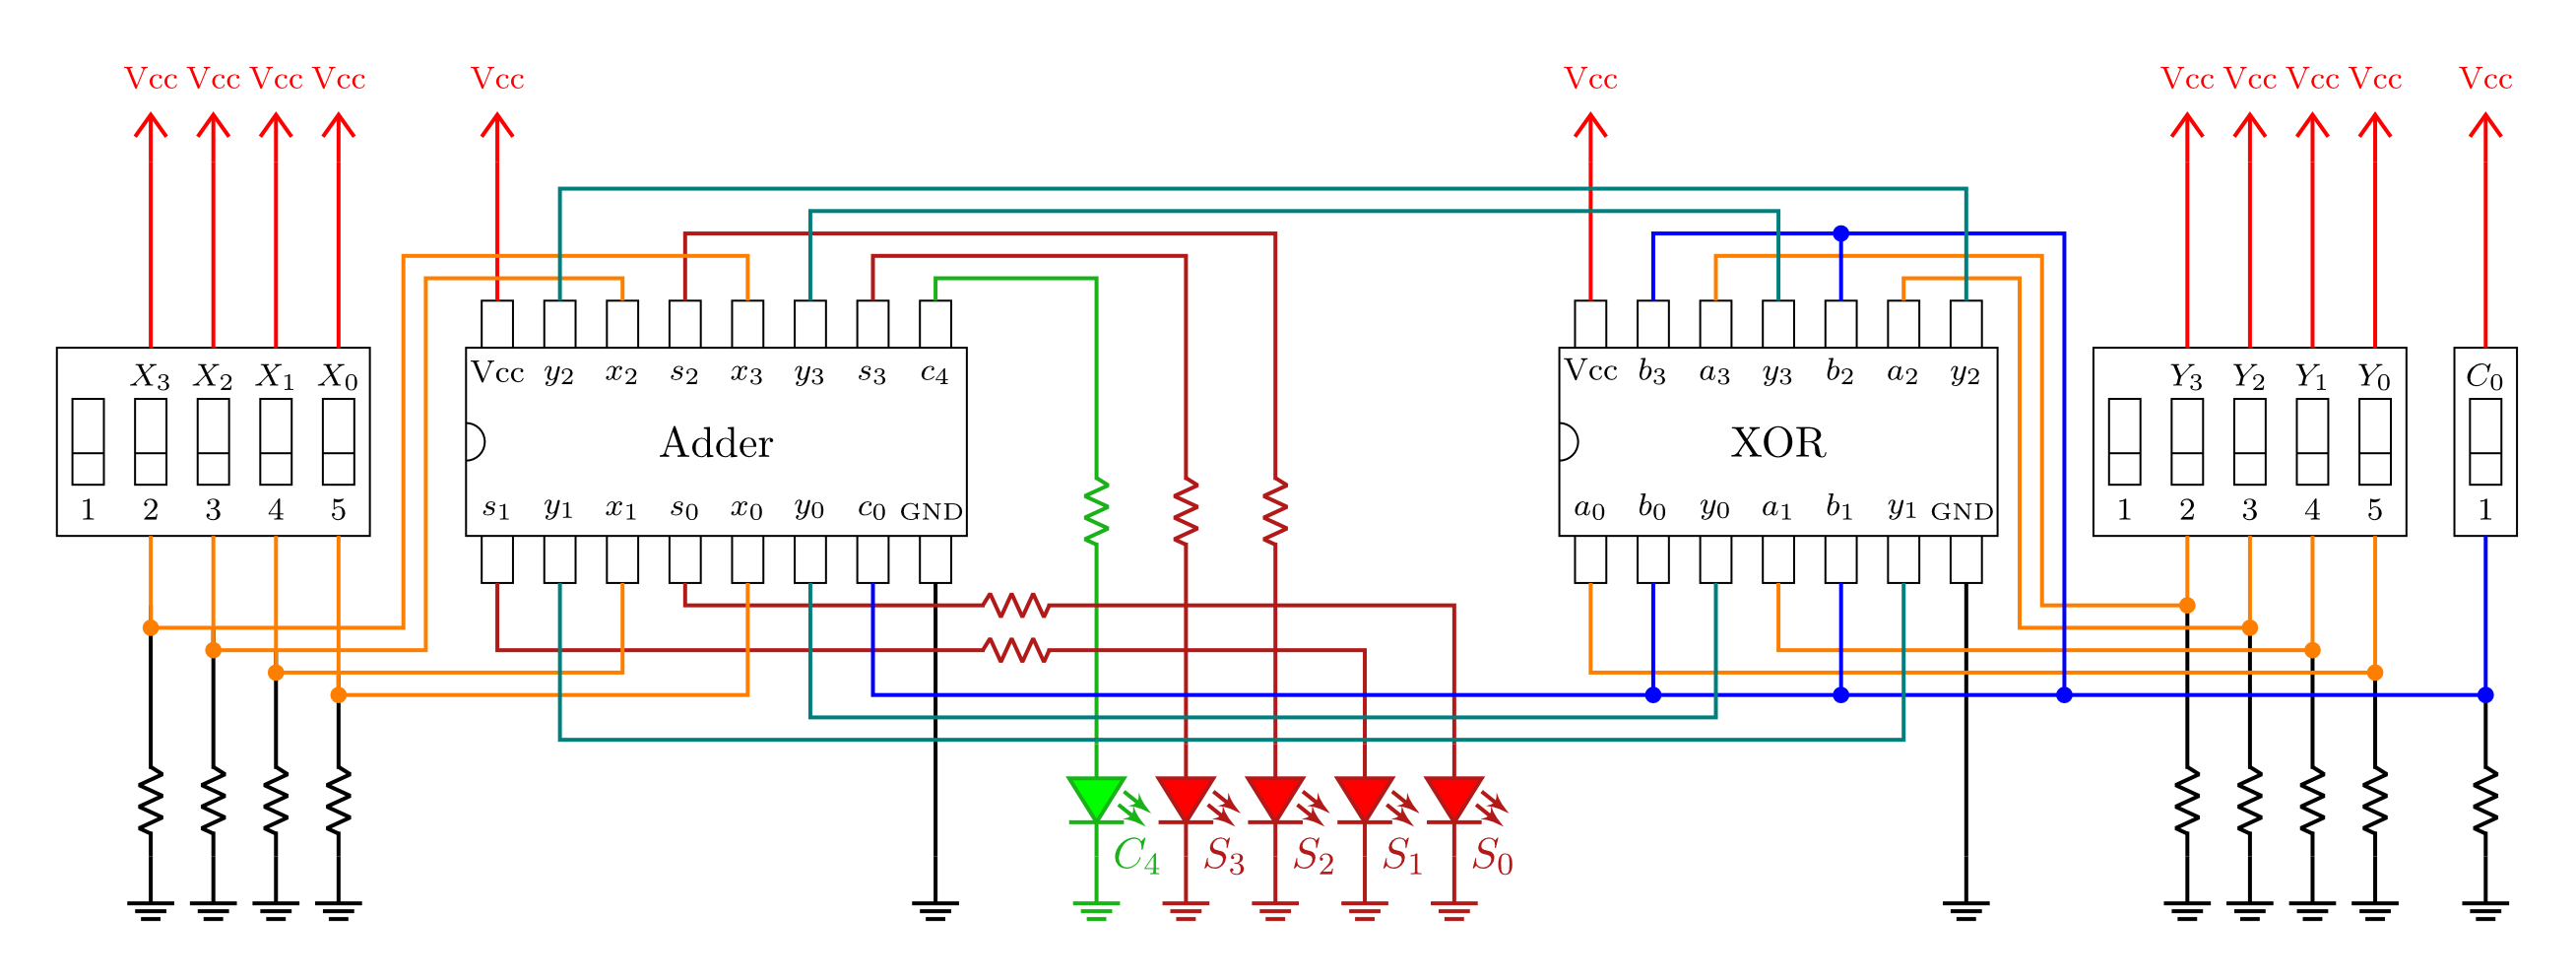 Vcc Vcc Vcc Vcc Vcc Vcc Vcc Vcc Vcc Vcc Vcc
X₃ X₂ X₁ X₀
1 2 3 4 5
Vcc y₂ x₂ s₂ x₃ y₃ s₃ c₄
Adder
s₁ y₁ x₁ s₀ x₀ y₀ c₀ GND
Vcc b₃ a₃ y₃ b₂ a₂ y₂
XOR
a₀ b₀ y₀ a₁ b₁ y₁ GND
Y₃ Y₂ Y₁ Y₀
1 2 3 4 5
C₀
1
C₄ S₃ S₂ S₁ S₀